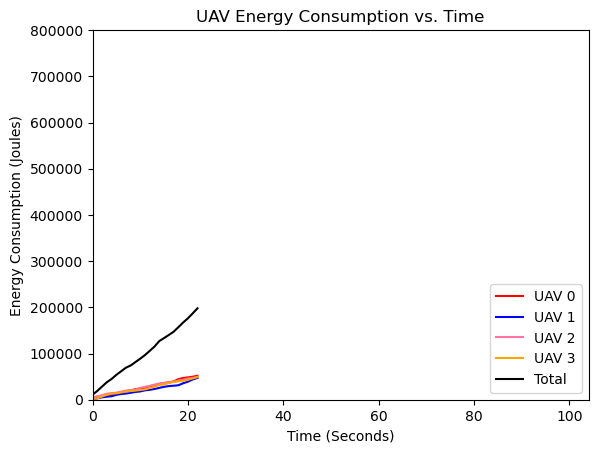 UAV Energy Consumption vs. Time
800000
700000
600000
500000
400000
300000
200000
100000
0
Energy Consumption (Joules)
0 20 40 60 80 100
Time (Seconds)
UAV 0
UAV 1
UAV 2
UAV 3
Total